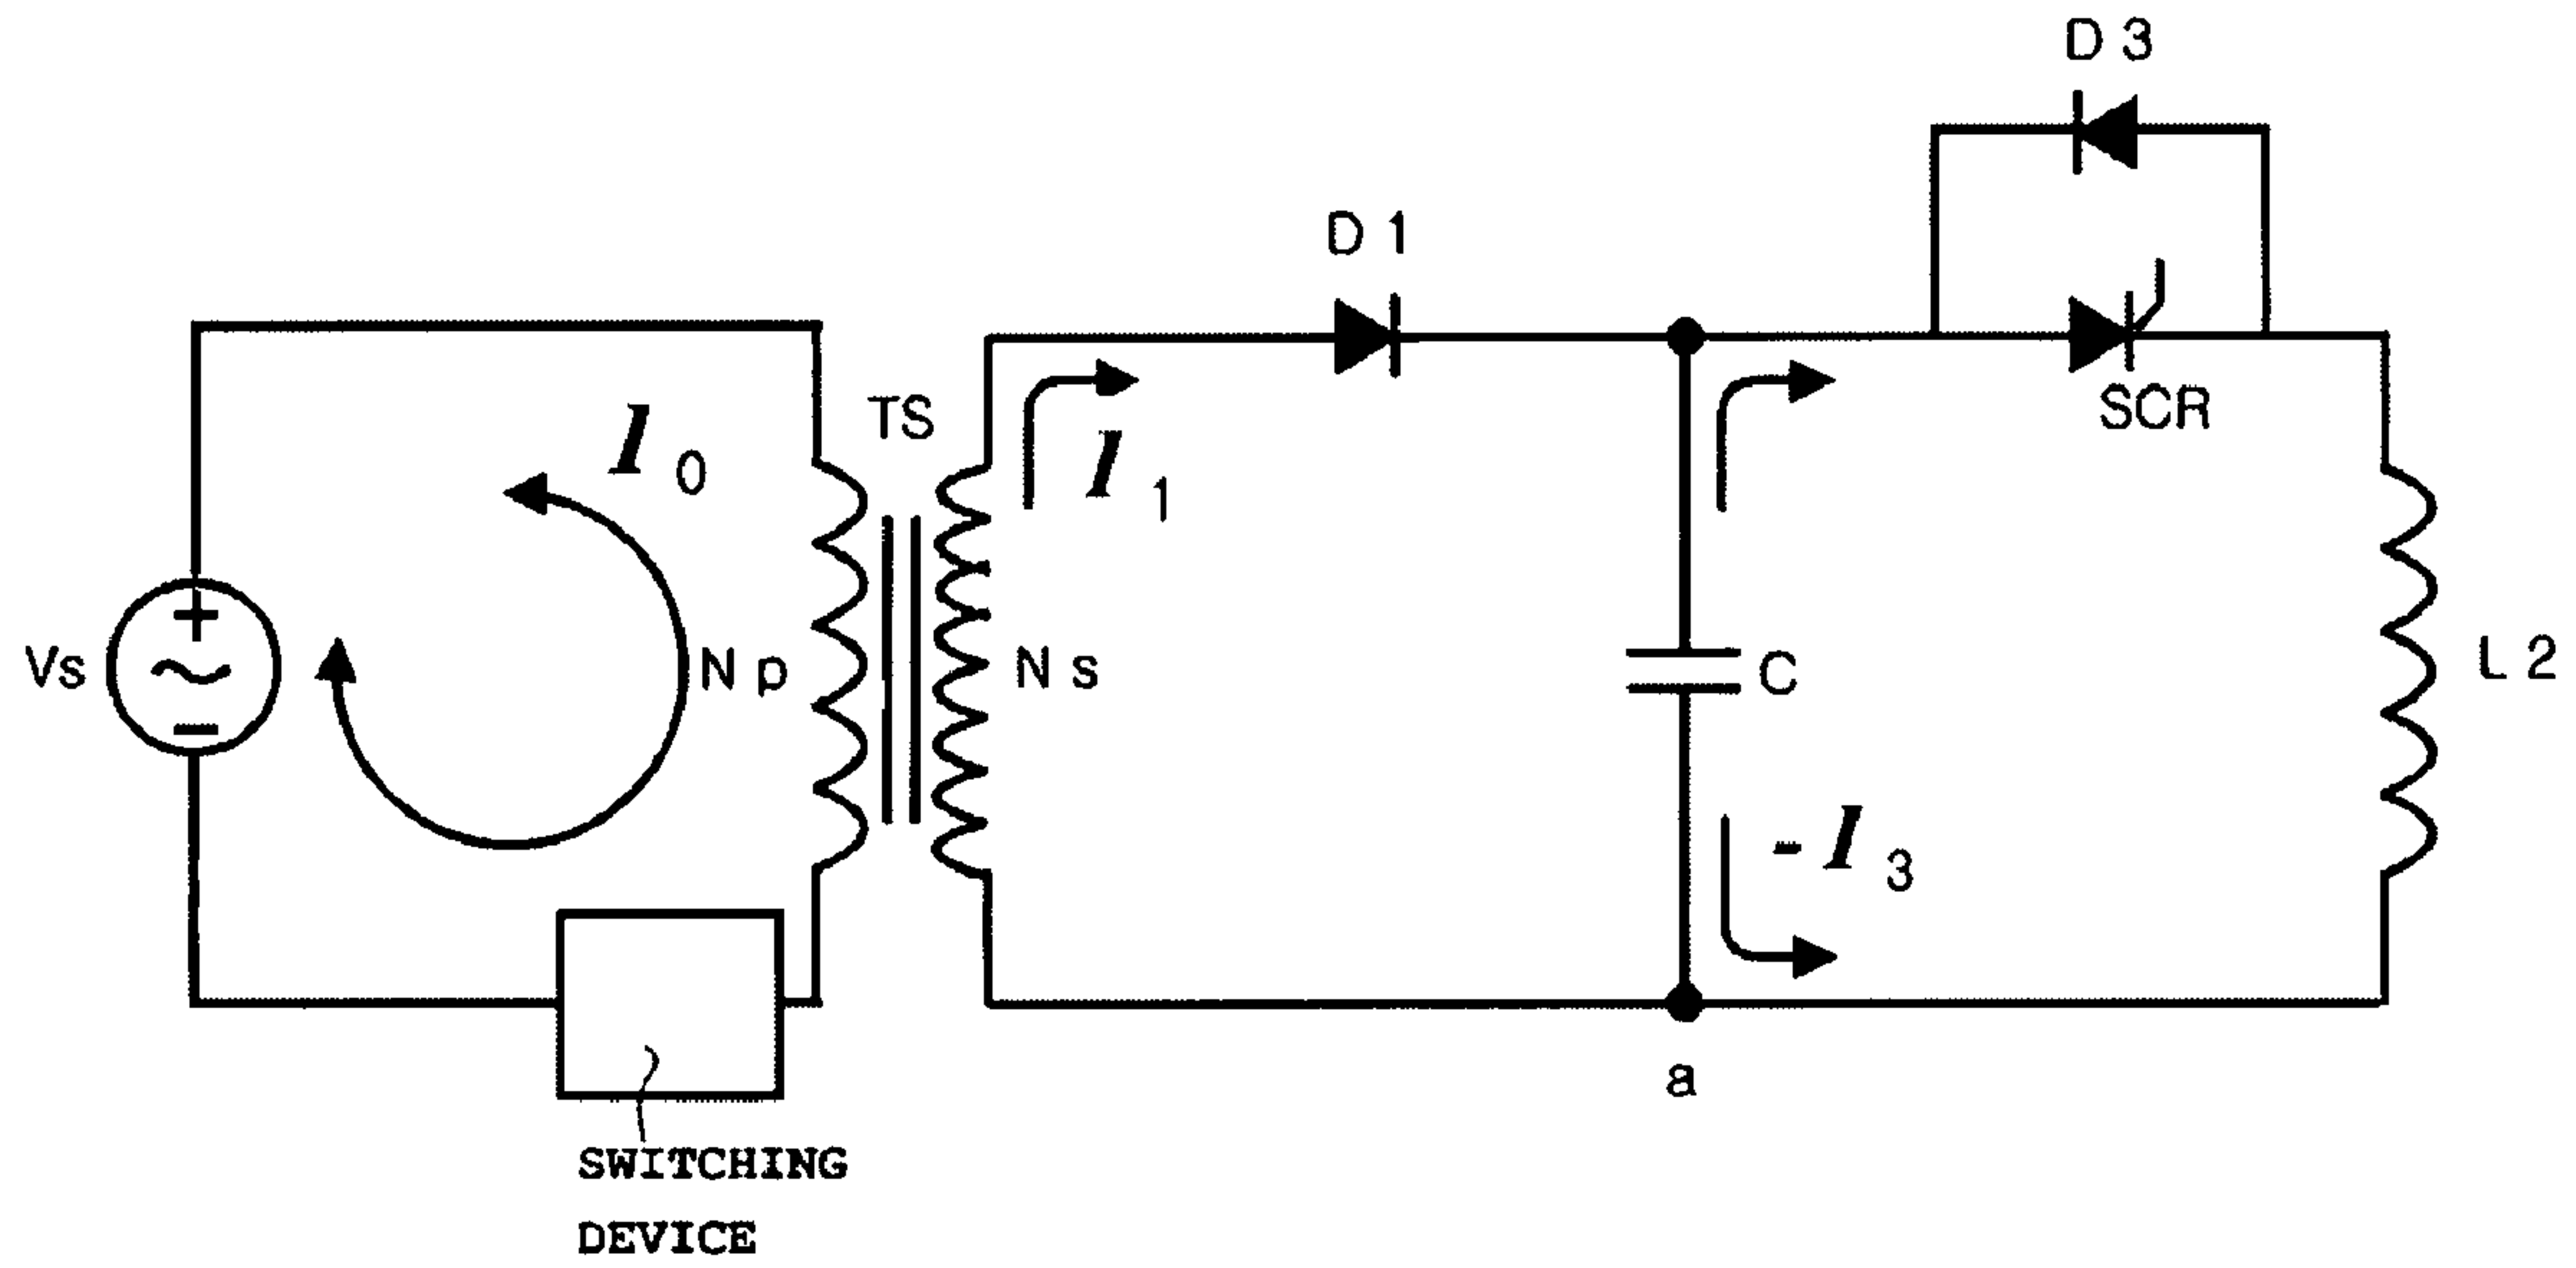 D 3
D 1
I 0
TS
I 1
SCR
+
~
−
Vs
N p
N s
C
L 2
- I 3
a
SWITCHING
DEVICE